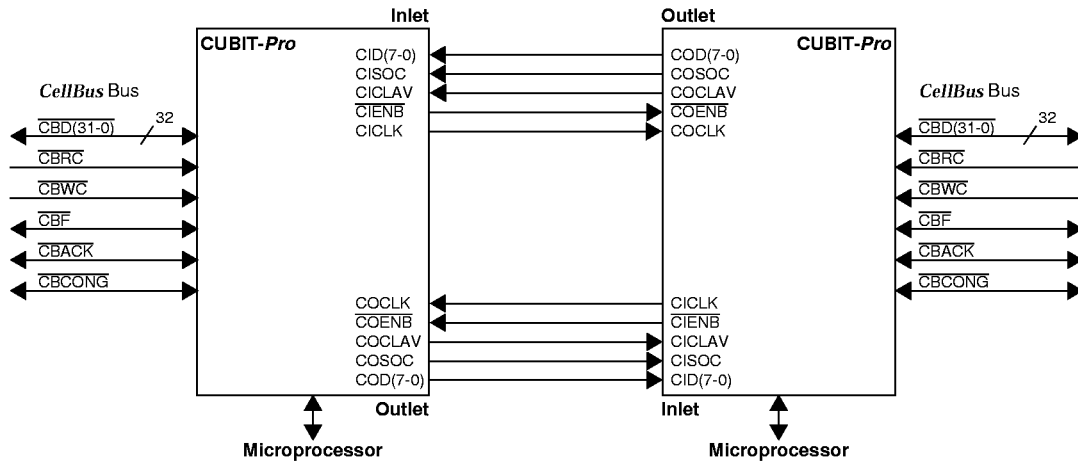 Inlet
Outlet
CUBIT-Pro
CUBIT-Pro
CID(7-0)
COD(7-0)
CISOC
COSOC
CICLAV
COCLAV
CIENB
COENB
CICLK
COCLK
CellBus Bus
CellBus Bus
CBD(31-0)
32
CBD(31-0)
32
CBRC
CBRC
CBWC
CBWC
CBF
CBF
CBACK
CBACK
CBCONG
CBCONG
COCLK
CICLK
COENB
CIENB
COCLAV
CICLAV
COSOC
CISOC
COD(7-0)
CID(7-0)
Outlet
Inlet
Microprocessor
Microprocessor